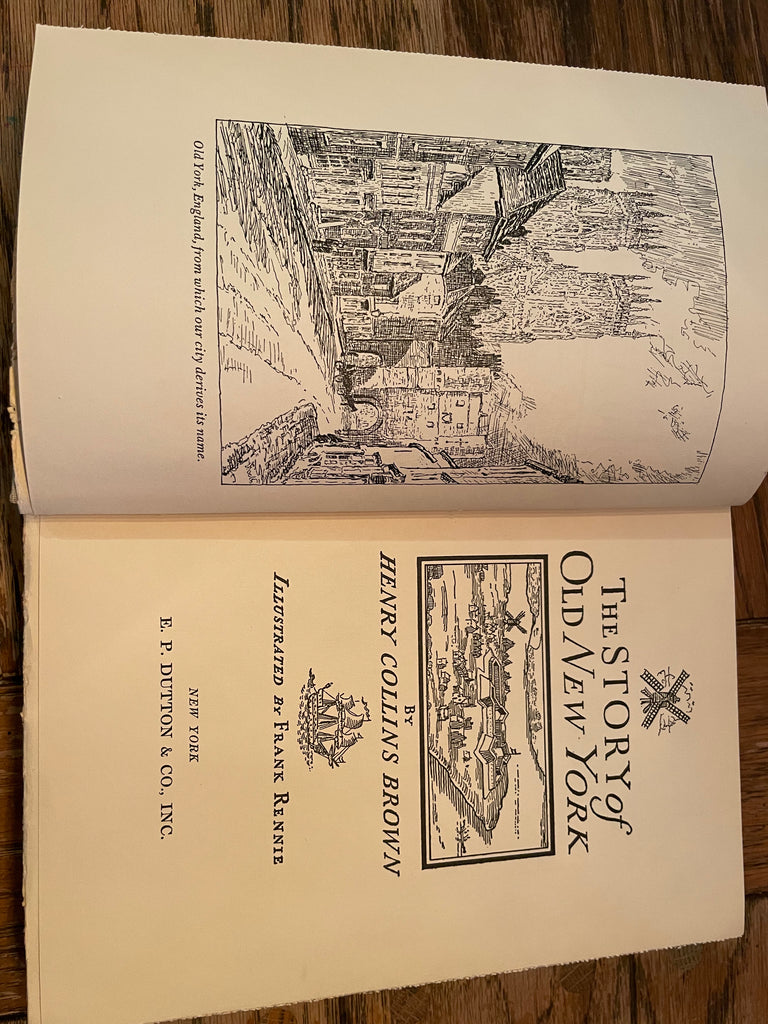 Old York, England, from which our city derives its name.
THE STORY of
OLD NEW YORK
BY
HENRY COLLINS BROWN
ILLUSTRATED BY FRANK RENNIE
NEW YORK
E. P. DUTTON & CO., INC.